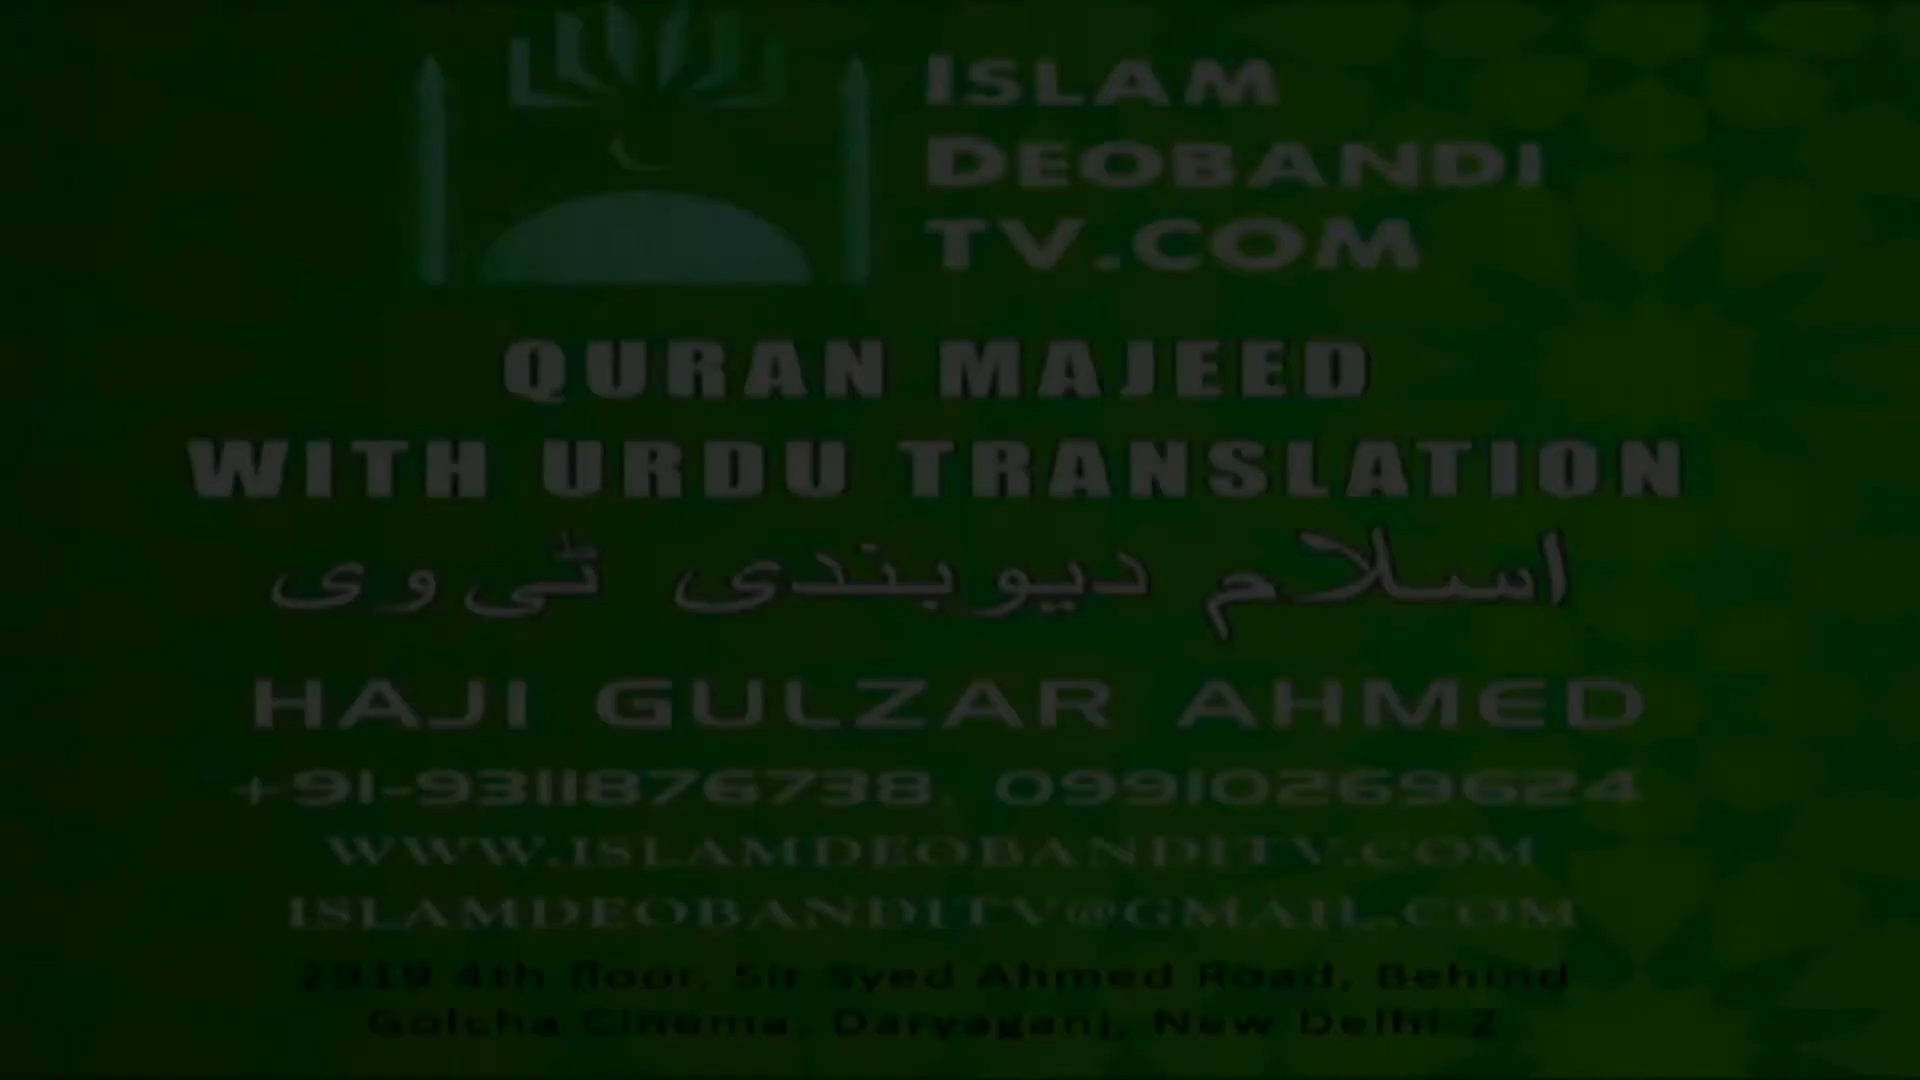 ISLAM
DEOBANDI
TV.COM
QURAN MAJEED
WITH URDU TRANSLATION
اسلام دیوبندی ٹی وی
HAJI GULZAR AHMED
+91-9311876738, 09910269624
WWW.ISLAMDEOBANDITV.COM
ISLAMDEOBANDITV@GMAIL.COM
2919 4th floor, Sir Syed Ahmed Road, Behind
Golcha Cinema, Daryaganj, New Delhi-2